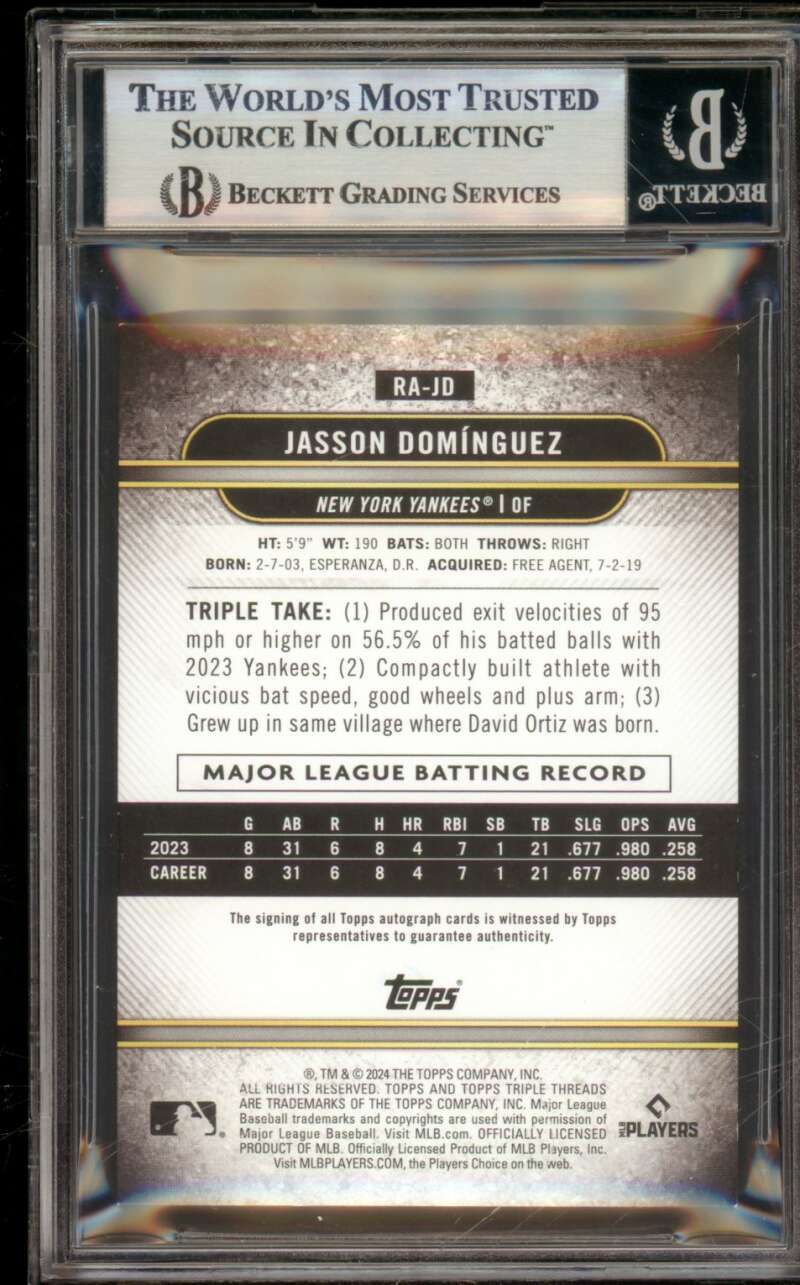 THE WORLD'S MOST TRUSTED
SOURCE IN COLLECTING™
B BECKETT GRADING SERVICES
B
BECKETT®
RA-JD
JASSON DOMÍNGUEZ
NEW YORK YANKEES® | OF
HT: 5'9" WT: 190 BATS: BOTH THROWS: RIGHT
BORN: 2-7-03, ESPERANZA, D.R. ACQUIRED: FREE AGENT, 7-2-19
TRIPLE TAKE: (1) Produced exit velocities of 95
mph or higher on 56.5% of his batted balls with
2023 Yankees; (2) Compactly built athlete with
vicious bat speed, good wheels and plus arm; (3)
Grew up in same village where David Ortiz was born.
MAJOR LEAGUE BATTING RECORD
G AB R H HR RBI SB TB SLG OPS AVG
2023 8 31 6 8 4 7 1 21 .677 .980 .258
CAREER 8 31 6 8 4 7 1 21 .677 .980 .258
The signing of all Topps autograph cards is witnessed by Topps
representatives to guarantee authenticity.
topps®
®, TM & © 2024 THE TOPPS COMPANY, INC.
ALL RIGHTS RESERVED. TOPPS AND TOPPS TRIPLE THREADS
ARE TRADEMARKS OF THE TOPPS COMPANY, INC. Major League
Baseball trademarks and copyrights are used with permission of
Major League Baseball. Visit MLB.com. OFFICIALLY LICENSED
PRODUCT OF MLB. Officially Licensed Product of MLB Players, Inc.
Visit MLBPLAYERS.COM, the Players Choice on the web.
MLB PLAYERS